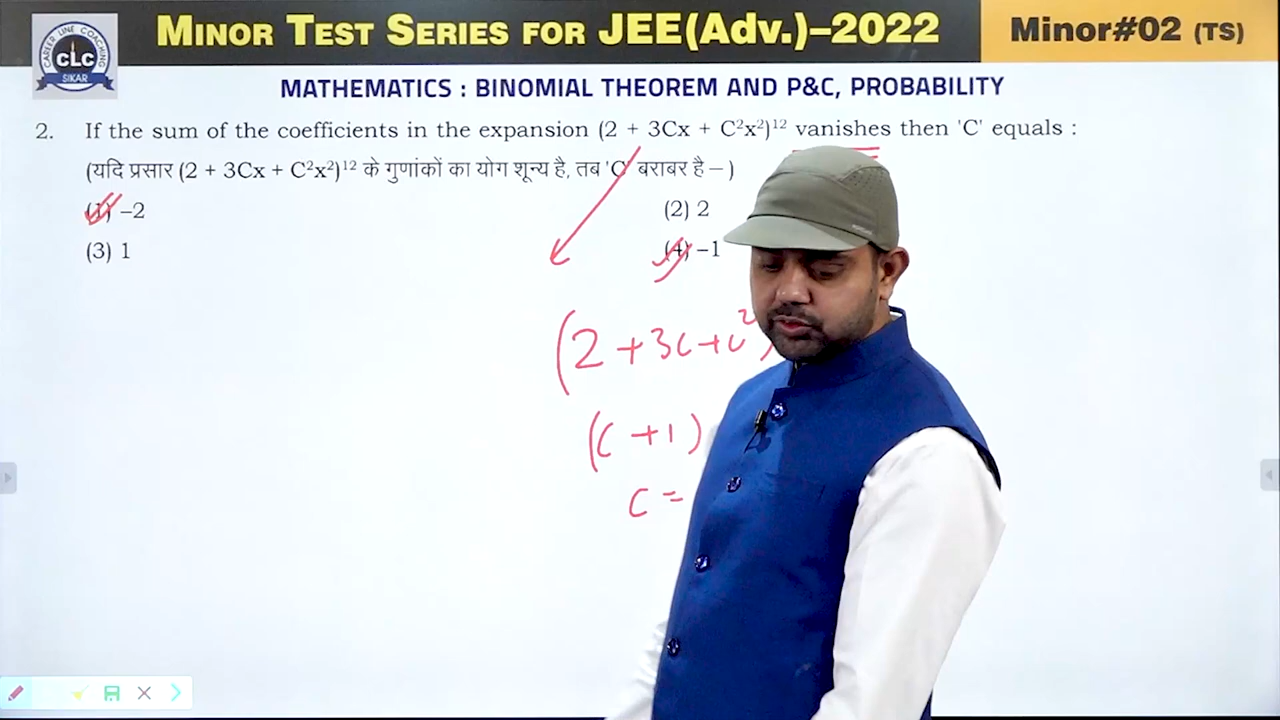 CAREER LINE COACHING
CLC
SIKAR
MINOR TEST SERIES FOR JEE(Adv.)–2022
Minor#02 (TS)
MATHEMATICS : BINOMIAL THEOREM AND P&C, PROBABILITY
2. If the sum of the coefficients in the expansion (2 + 3Cx + C²x²)¹² vanishes then 'C' equals :
(यदि प्रसार (2 + 3Cx + C²x²)¹² के गुणांकों का योग शून्य है, तब 'C' बराबर है–)
(1) –2
(2) 2
(3) 1
(4) –1
(2+3c+c²)
(c+1)
c =